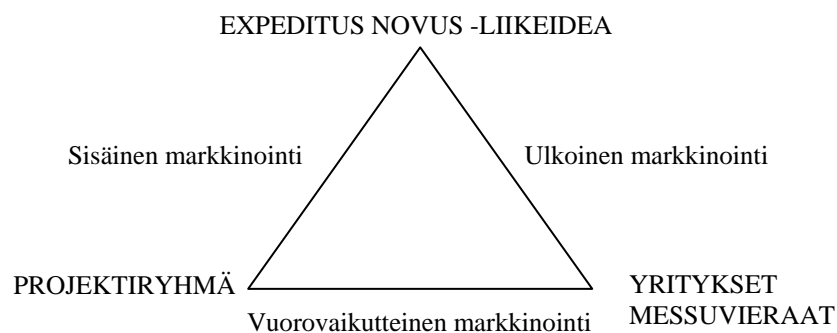 EXPEDITUS NOVUS -LIIKEIDEA
Sisäinen markkinointi
Ulkoinen markkinointi
PROJEKTIRYHMÄ
YRITYKSET
MESSUVIERAAT
Vuorovaikutteinen markkinointi